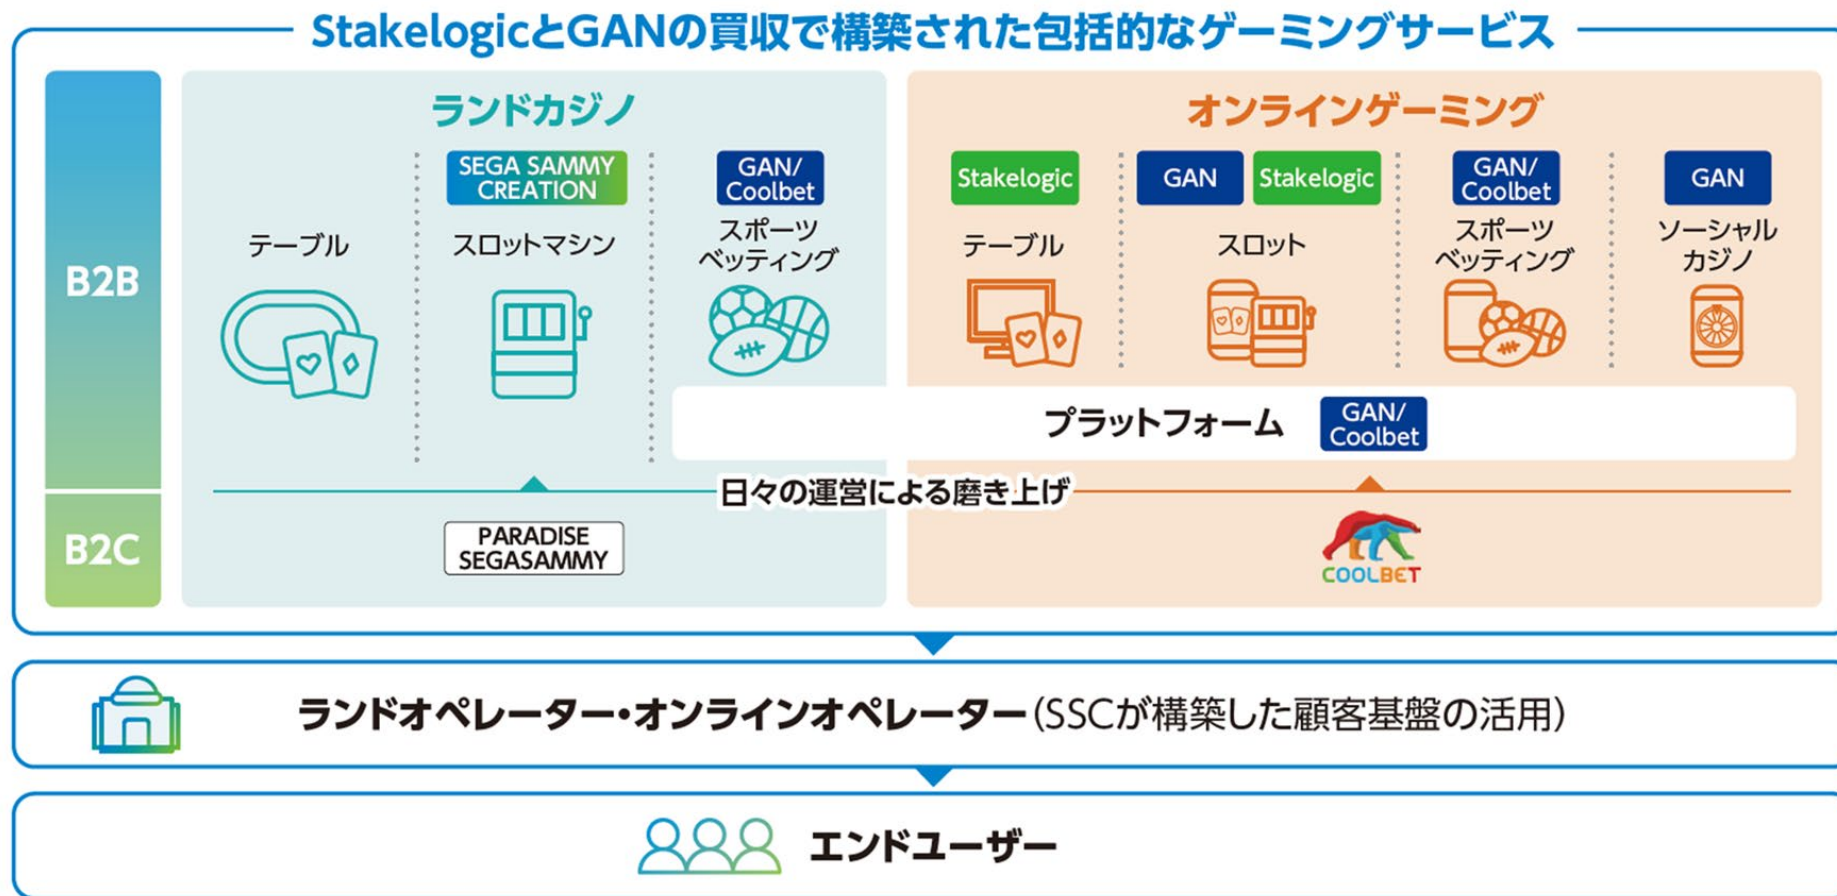 StakelogicとGANの買収で構築された包括的なゲーミングサービス
B2B
ランドカジノ
テーブル
SEGA SAMMY
CREATION
スロットマシン
GAN/
Coolbet
スポーツ
ベッティング
オンラインゲーミング
Stakelogic
テーブル
GAN
Stakelogic
スロット
GAN/
Coolbet
スポーツ
ベッティング
GAN
ソーシャル
カジノ
プラットフォーム
GAN/
Coolbet
日々の運営による磨き上げ
B2C
PARADISE
SEGASAMMY
COOLBET
ランドオペレーター・オンラインオペレーター(SSCが構築した顧客基盤の活用)
エンドユーザー